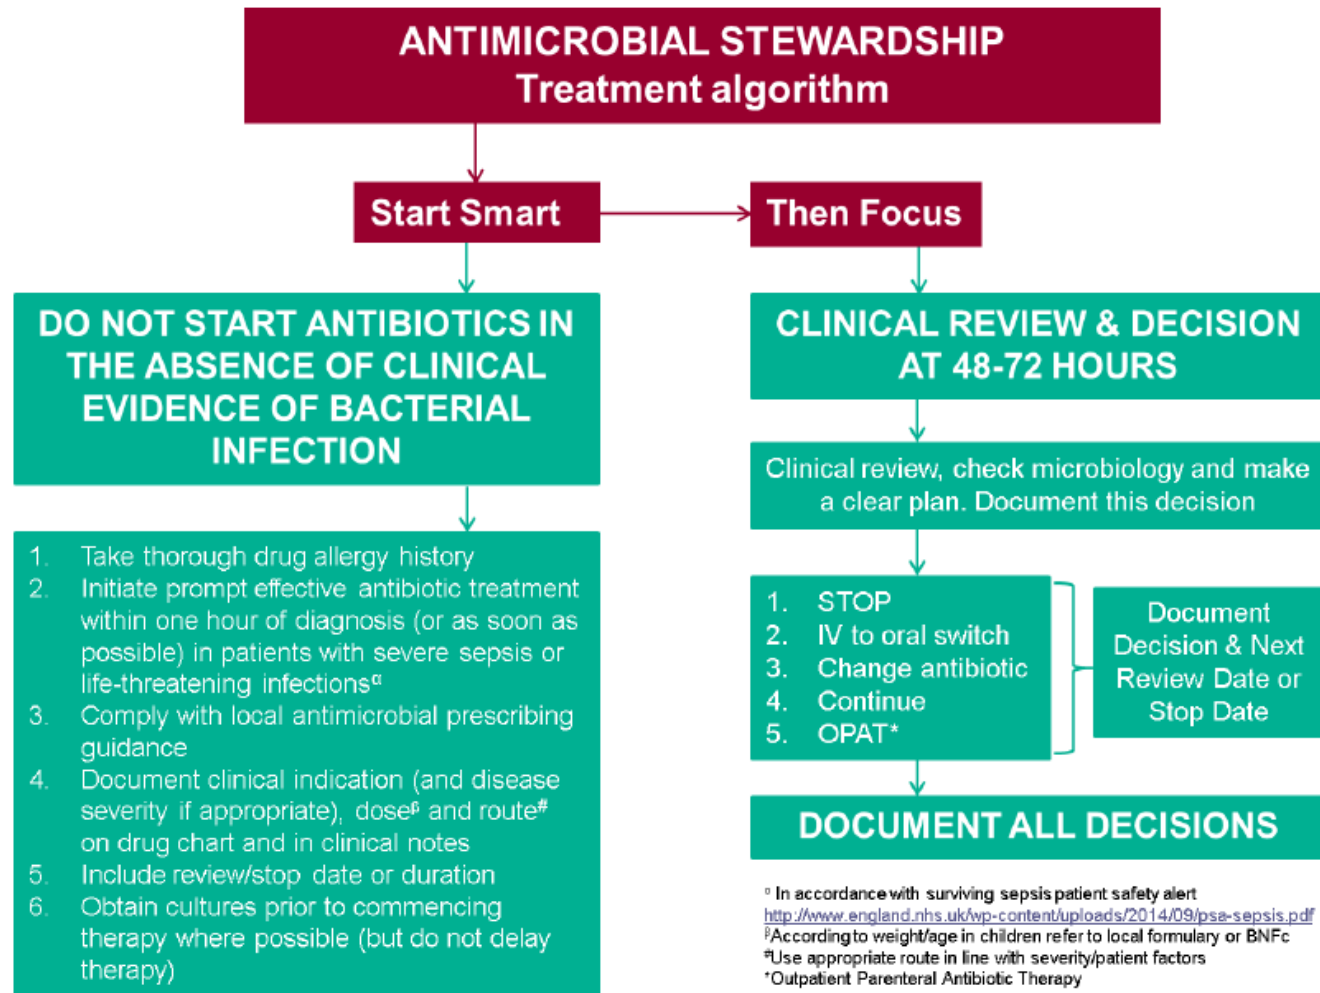 ANTIMICROBIAL STEWARDSHIP
Treatment algorithm
Start Smart
Then Focus
DO NOT START ANTIBIOTICS IN
THE ABSENCE OF CLINICAL
EVIDENCE OF BACTERIAL
INFECTION
1. Take thorough drug allergy history
2. Initiate prompt effective antibiotic treatment
within one hour of diagnosis (or as soon as
possible) in patients with severe sepsis or
life-threatening infectionsᵅ
3. Comply with local antimicrobial prescribing
guidance
4. Document clinical indication (and disease
severity if appropriate), doseᵝ and route#
on drug chart and in clinical notes
5. Include review/stop date or duration
6. Obtain cultures prior to commencing
therapy where possible (but do not delay
therapy)
CLINICAL REVIEW & DECISION
AT 48-72 HOURS
Clinical review, check microbiology and make
a clear plan. Document this decision
1. STOP
2. IV to oral switch
3. Change antibiotic
4. Continue
5. OPAT*
Document
Decision & Next
Review Date or
Stop Date
DOCUMENT ALL DECISIONS
ᵅ In accordance with surviving sepsis patient safety alert
http://www.england.nhs.uk/wp-content/uploads/2014/09/psa-sepsis.pdf
ᵝAccording to weight/age in children refer to local formulary or BNFc
#Use appropriate route in line with severity/patient factors
*Outpatient Parenteral Antibiotic Therapy